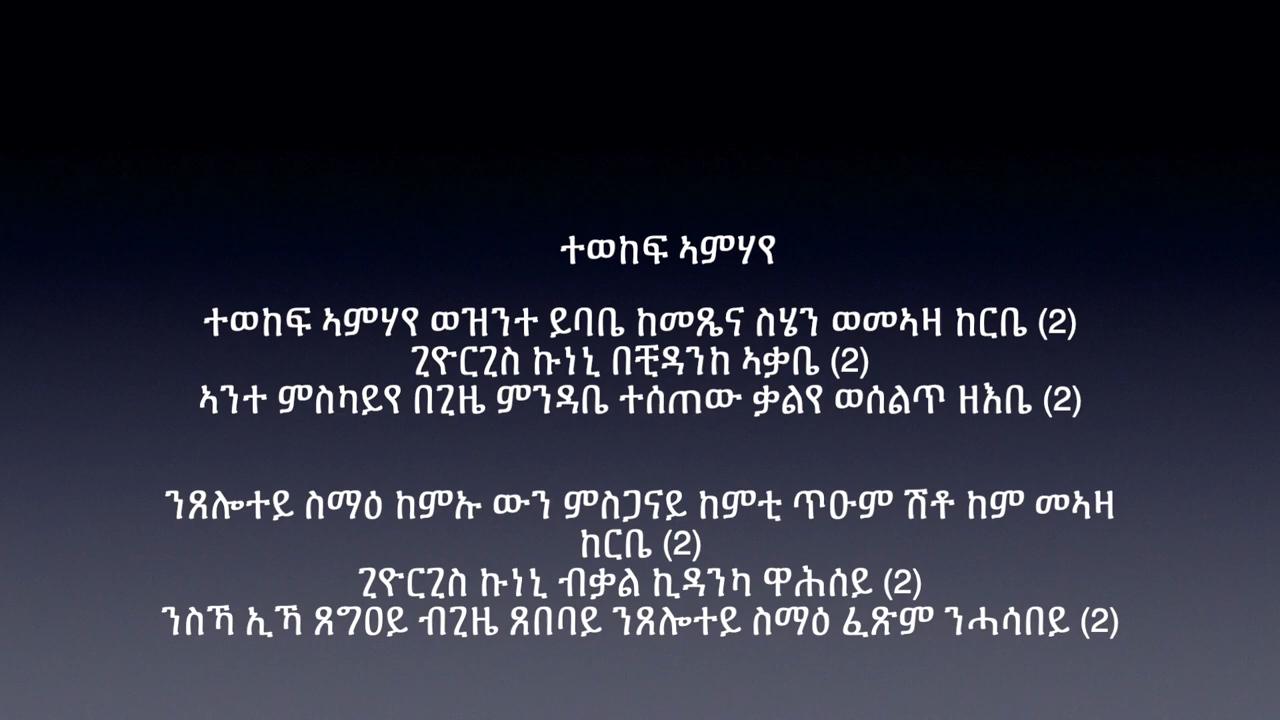 ተወከፍ ኣምሃየ
ተወከፍ ኣምሃየ ወዝንተ ይባቤ ከመጼና ስሄን ወመኣዛ ከርቤ (2)
ጊዮርጊስ ኩነኒ በቺዳንከ ኣቃቤ (2)
ኣንተ ምስካይየ በጊዜ ምንዳቤ ተሰጠው ቃልየ ወሰልጥ ዘእቤ (2)
ንጸሎተይ ስማዕ ከምኡ ውን ምስጋናይ ከምቲ ጥዑም ሽቶ ከም መኣዛ
ከርቤ (2)
ጊዮርጊስ ኩነኒ ብቃል ኪዳንካ ዋሕሰይ (2)
ንስኻ ኢኻ ጸግዐይ ብጊዜ ጸበባይ ንጸሎተይ ስማዕ ፈጽም ንሓሳበይ (2)